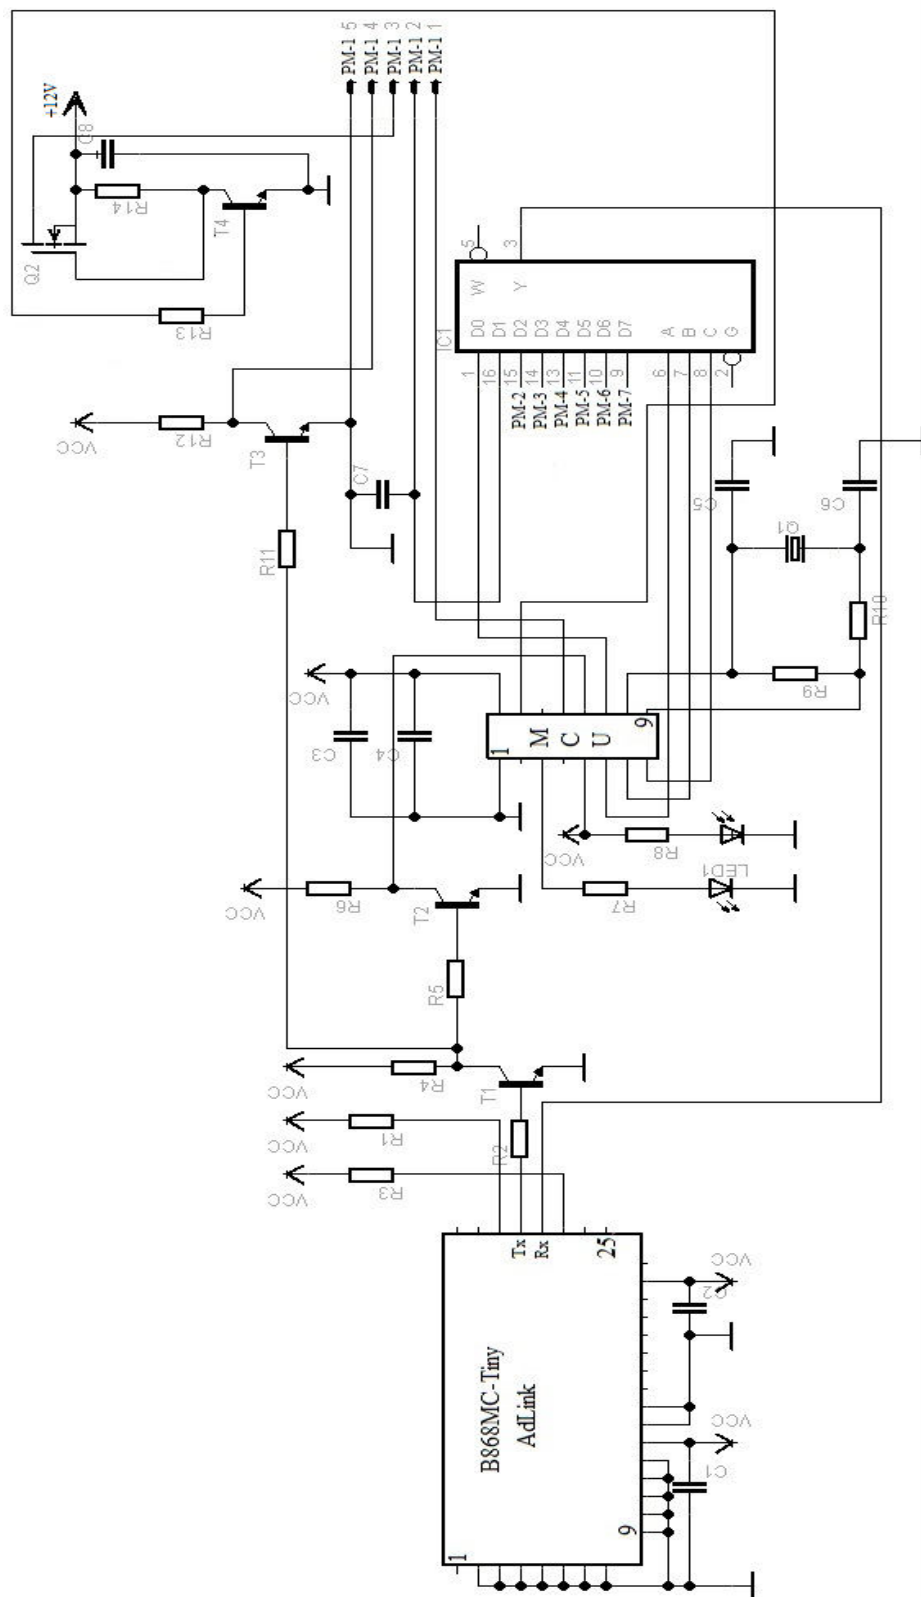 +12V
C8
R14
T4
Q2
R13
PM-1 5
PM-1 4
PM-1 3
PM-1 2
PM-1 1
5
3
W
Y
IC1
D0
D1
D2
D3
D4
D5
D6
D7
A
B
C
G
1
16
15
14
13
11
10
9
6
7
8
2
PM-2
PM-3
PM-4
PM-5
PM-6
PM-7
VCC
R12
T3
C7
R11
C5
C6
Q1
R10
R9
VCC
C3
C4
1
M
C
U
9
VCC
R8
LED1
R7
VCC
R6
T2
R5
VCC
R4
T1
VCC
R1
R2
VCC
R3
Tx
Rx
25
VCC
C2
B868MC-Tiny
AdLink
VCC
C1
1
9